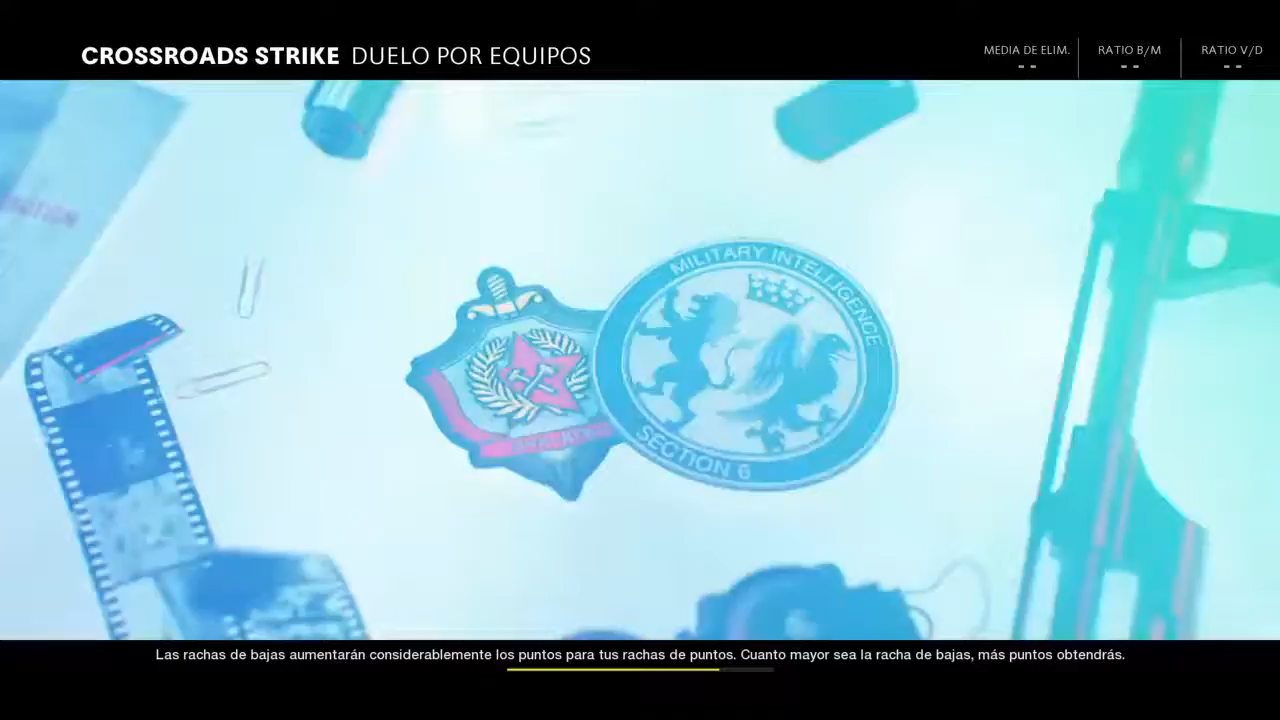 CROSSROADS STRIKE DUELO POR EQUIPOS
MEDIA DE ELIM. RATIO B/M RATIO V/D
-- -- --
MILITARY INTELLIGENCE
SECTION 6
Las rachas de bajas aumentarán considerablemente los puntos para tus rachas de puntos. Cuanto mayor sea la racha de bajas, más puntos obtendrás.